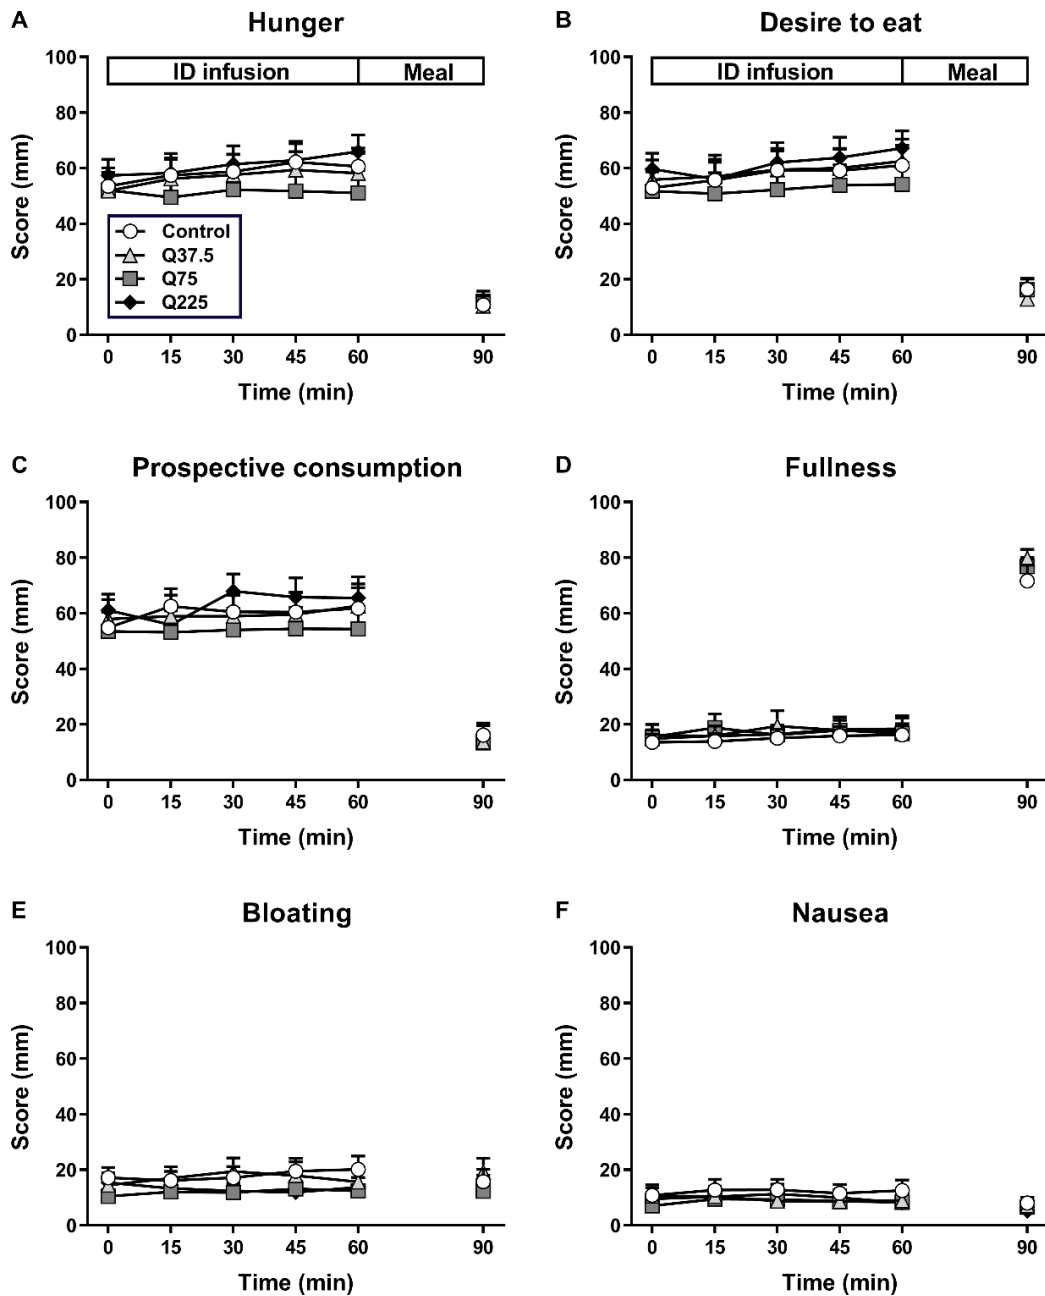 A Hunger
100
80
60
40
20
0
Score (mm)
ID infusion Meal
Control
Q37.5
Q75
Q225
0 15 30 45 60 90
Time (min)
B Desire to eat
100
80
60
40
20
0
Score (mm)
ID infusion Meal
0 15 30 45 60 90
Time (min)
C Prospective consumption
100
80
60
40
20
0
Score (mm)
0 15 30 45 60 90
Time (min)
D Fullness
100
80
60
40
20
0
Score (mm)
0 15 30 45 60 90
Time (min)
E Bloating
100
80
60
40
20
0
Score (mm)
0 15 30 45 60 90
Time (min)
F Nausea
100
80
60
40
20
0
Score (mm)
0 15 30 45 60 90
Time (min)